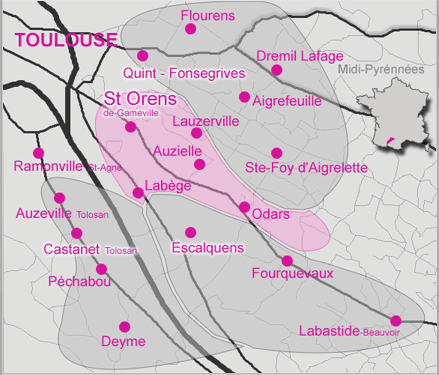 Flourens
TOULOUSE
Dremil Lafage
Quint - Fonsegrives
Midi-Pyrénées
St Orens
de-Gameville
Aigrefeuille
Lauzerville
Auzielle
Ramonville St-Agne
Ste-Foy d'Aigrelette
Labège
Auzeville Tolosan
Odars
Castanet Tolosan
Escalquens
Péchabou
Fourquevaux
Labastide-Beauvoir
Deyme